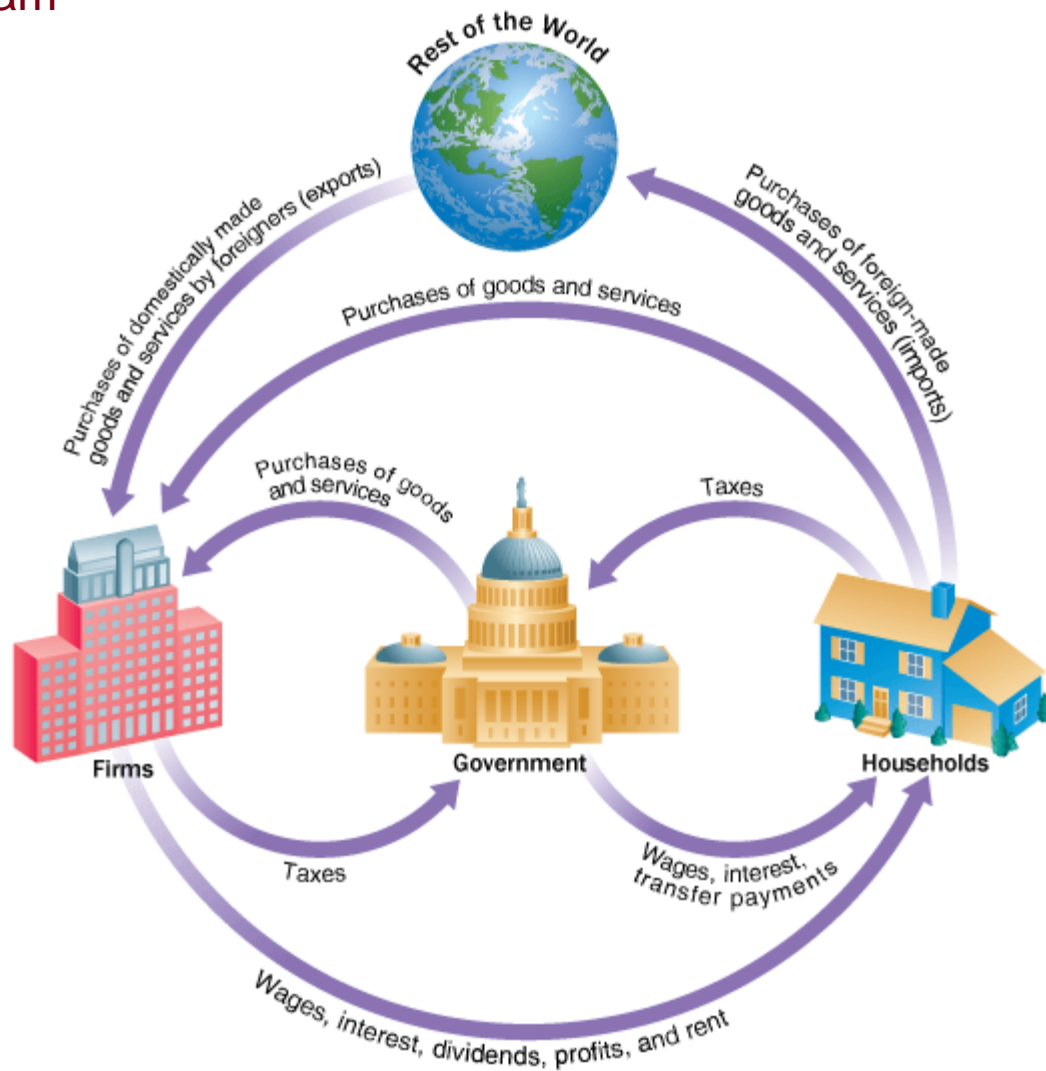 am
Rest of the World
Purchases of domestically made
goods and services by foreigners (exports)
Purchases of foreign-made
goods and services (imports)
Purchases of goods and services
Purchases of goods
and services
Taxes
Firms
Government
Households
Taxes
Wages, interest,
transfer payments
Wages, interest, dividends, profits, and rent